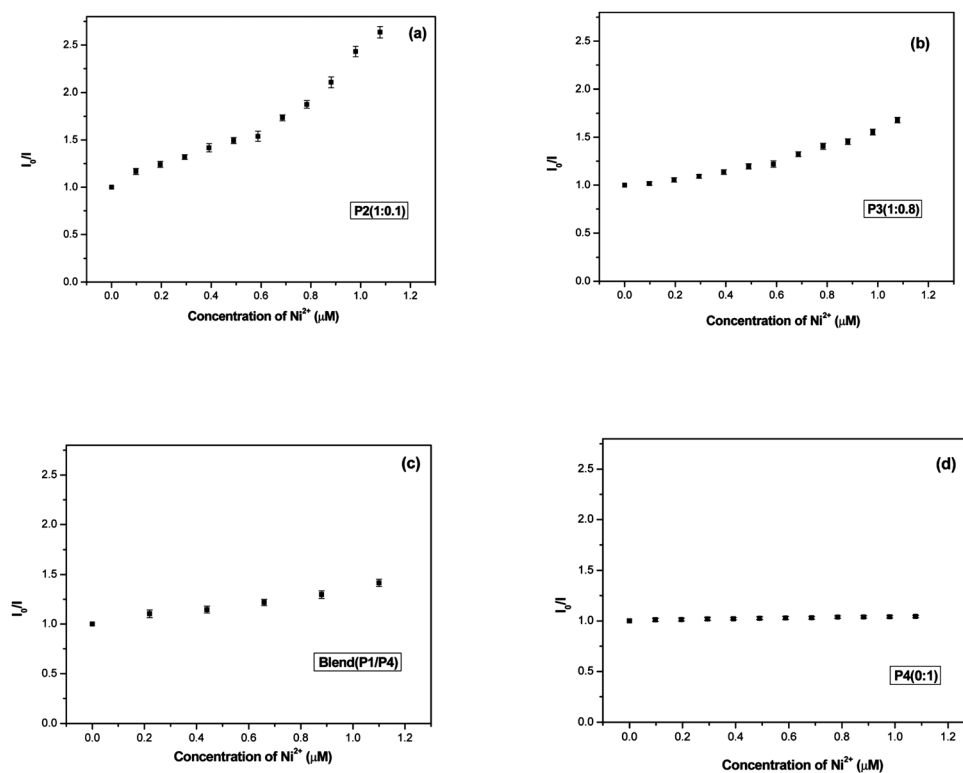 (a)
2.5
2.0
1.5
1.0
0.5
0.0
I0/I
P2(1:0.1)
0.0 0.2 0.4 0.6 0.8 1.0 1.2
Concentration of Ni2+ (μM)
(b)
2.5
2.0
1.5
1.0
0.5
0.0
I0/I
P3(1:0.8)
0.0 0.2 0.4 0.6 0.8 1.0 1.2
Concentration of Ni2+ (μM)
(c)
2.5
2.0
1.5
1.0
0.5
0.0
I0/I
Blend(P1/P4)
0.0 0.2 0.4 0.6 0.8 1.0 1.2
Concentration of Ni2+ (μM)
(d)
2.5
2.0
1.5
1.0
0.5
0.0
I0/I
P4(0:1)
0.0 0.2 0.4 0.6 0.8 1.0 1.2
Concentration of Ni2+ (μM)